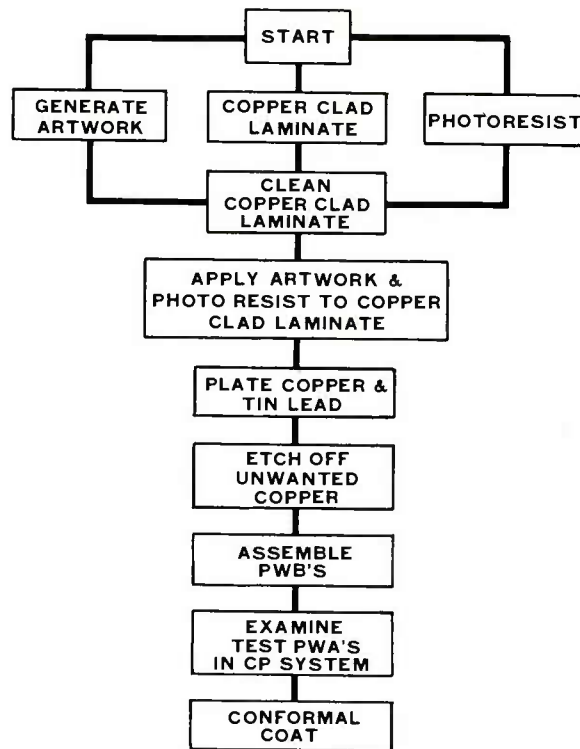 START
GENERATE
ARTWORK
COPPER CLAD
LAMINATE
PHOTORESIST
CLEAN
COPPER CLAD
LAMINATE
APPLY ARTWORK &
PHOTO RESIST TO COPPER
CLAD LAMINATE
PLATE COPPER &
TIN LEAD
ETCH OFF
UNWANTED
COPPER
ASSEMBLE
PWB'S
EXAMINE
TEST PWA'S
IN CP SYSTEM
CONFORMAL
COAT